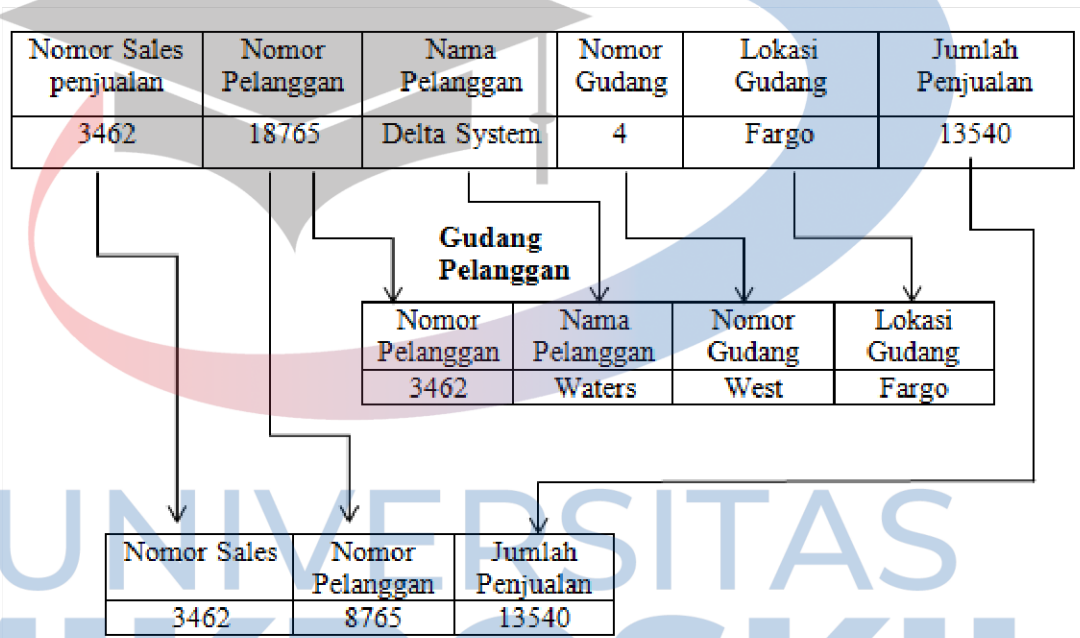 Nomor Sales penjualan
Nomor Pelanggan
Nama Pelanggan
Nomor Gudang
Lokasi Gudang
Jumlah Penjualan
3462
18765
Delta System
4
Fargo
13540
Gudang
Pelanggan
Nomor Pelanggan
Nama Pelanggan
Nomor Gudang
Lokasi Gudang
3462
Waters
West
Fargo
Nomor Sales
Nomor Pelanggan
Jumlah Penjualan
3462
8765
13540
UNIVERSITAS